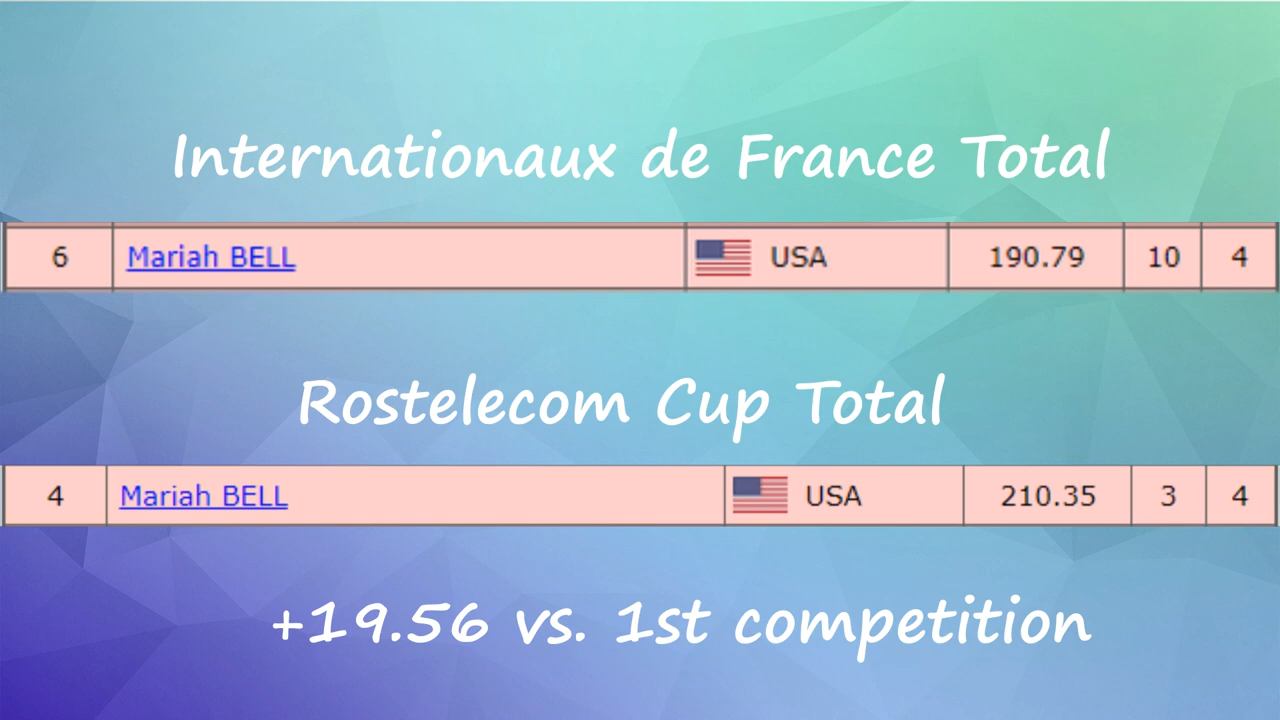 Internationaux de France Total
6 Mariah BELL USA 190.79 10 4
Rostelecom Cup Total
4 Mariah BELL USA 210.35 3 4
+19.56 vs. 1st competition